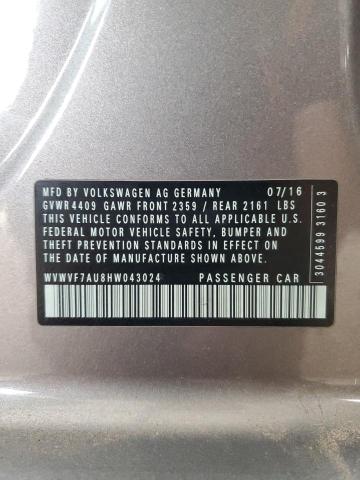 MFD BY VOLKSWAGEN AG GERMANY 07/16
GVWR 4409 GAWR FRONT 2359 / REAR 2161 LBS
THIS VEHICLE CONFORMS TO ALL APPLICABLE U.S.
FEDERAL MOTOR VEHICLE SAFETY, BUMPER AND
THEFT PREVENTION STANDARDS IN EFFECT ON THE
DATE OF MANUFACTURE SHOWN ABOVE.
WVWVF7AU8HW043024 PASSENGER CAR
3044599 3160 3